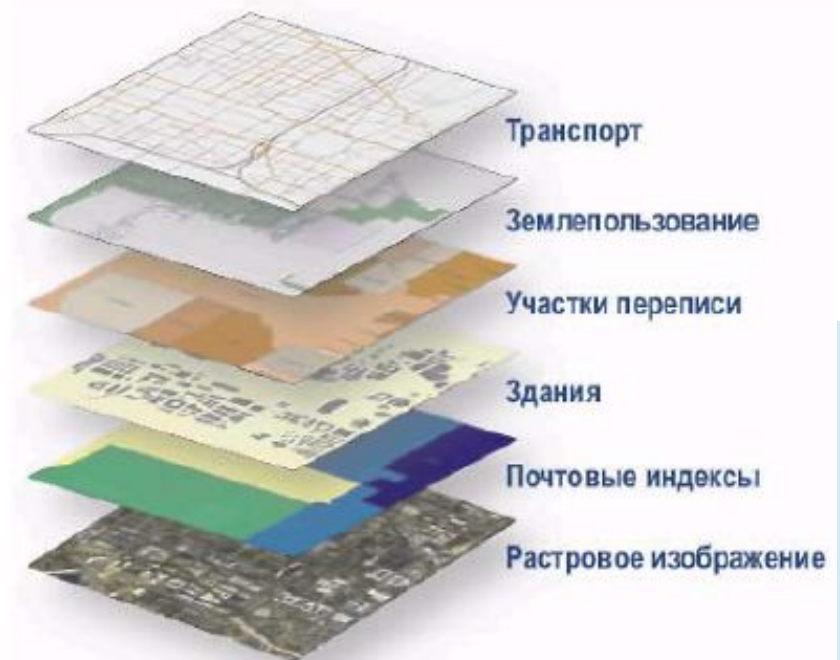 Транспорт
Землепользование
Участки переписи
Здания
Почтовые индексы
Растровое изображение